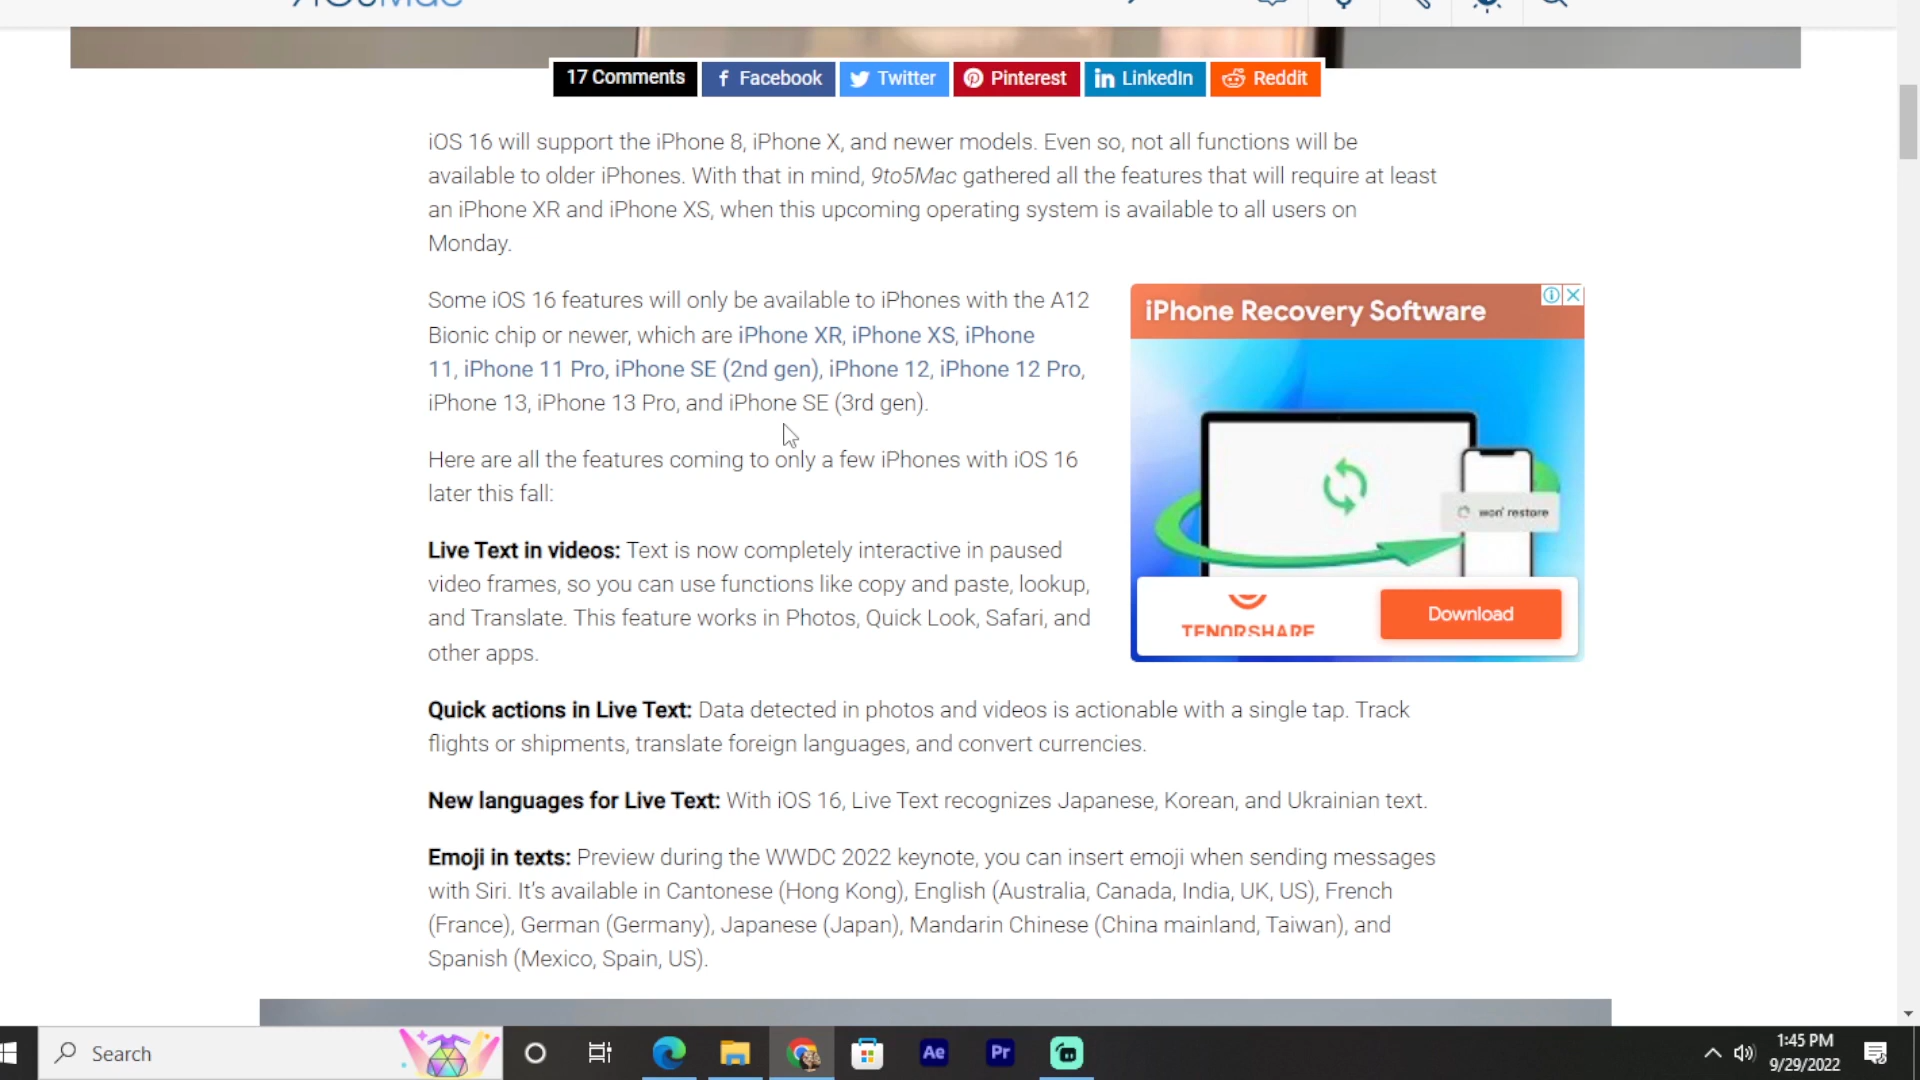 17 Comments
Facebook
Twitter
Pinterest
LinkedIn
Reddit
iOS 16 will support the iPhone 8, iPhone X, and newer models. Even so, not all functions will be
available to older iPhones. With that in mind, 9to5Mac gathered all the features that will require at least
an iPhone XR and iPhone XS, when this upcoming operating system is available to all users on
Monday.
Some iOS 16 features will only be available to iPhones with the A12
Bionic chip or newer, which are iPhone XR, iPhone XS, iPhone
11, iPhone 11 Pro, iPhone SE (2nd gen), iPhone 12, iPhone 12 Pro,
iPhone 13, iPhone 13 Pro, and iPhone SE (3rd gen).
Here are all the features coming to only a few iPhones with iOS 16
later this fall:
Live Text in videos: Text is now completely interactive in paused
video frames, so you can use functions like copy and paste, lookup,
and Translate. This feature works in Photos, Quick Look, Safari, and
other apps.
iPhone Recovery Software
won' restore
TENORSHARE
Download
Quick actions in Live Text: Data detected in photos and videos is actionable with a single tap. Track
flights or shipments, translate foreign languages, and convert currencies.
New languages for Live Text: With iOS 16, Live Text recognizes Japanese, Korean, and Ukrainian text.
Emoji in texts: Preview during the WWDC 2022 keynote, you can insert emoji when sending messages
with Siri. It's available in Cantonese (Hong Kong), English (Australia, Canada, India, UK, US), French
(France), German (Germany), Japanese (Japan), Mandarin Chinese (China mainland, Taiwan), and
Spanish (Mexico, Spain, US).
Search
Ae
Pr
1:45 PM
9/29/2022